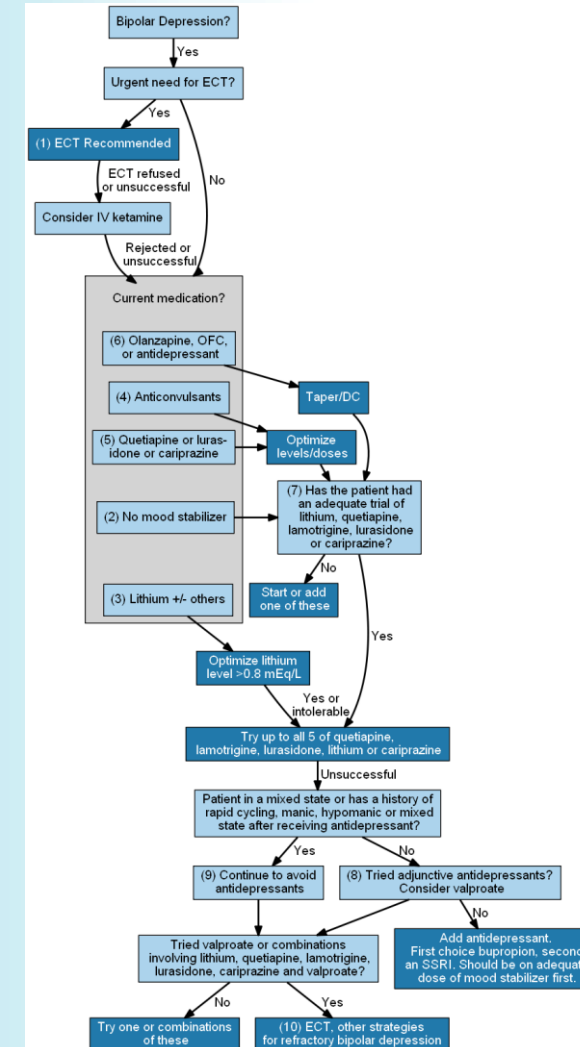 Bipolar Depression?
Yes
Urgent need for ECT?
Yes
(1) ECT Recommended
ECT refused
or unsuccessful
No
Consider IV ketamine
Rejected or
unsuccessful
Current medication?
(6) Olanzapine, OFC,
or antidepressant
(4) Anticonvulsants
Taper/DC
(5) Quetiapine or luras-
idone or cariprazine
Optimize
levels/doses
(2) No mood stabilizer
(7) Has the patient had
an adequate trial of
lithium, quetiapine,
lamotrigine, lurasidone
or cariprazine?
No
Start or add
one of these
(3) Lithium +/- others
Yes
Optimize lithium
level >0.8 mEq/L
Yes or
intolerable
Try up to all 5 of quetiapine,
lamotrigine, lurasidone, lithium or cariprazine
Unsuccessful
Patient in a mixed state or has a history of
rapid cycling, manic, hypomanic or mixed
state after receiving antidepressant?
Yes
No
(9) Continue to avoid
antidepressants
(8) Tried adjunctive antidepressants?
Consider valproate
No
Add antidepressant.
First choice bupropion, second
an SSRI. Should be on adequat
dose of mood stabilizer first.
Tried valproate or combinations
involving lithium, quetiapine, lamotrigine,
lurasidone, cariprazine and valproate?
No
Yes
Try one or combinations
of these
(10) ECT, other strategies
for refractory bipolar depression